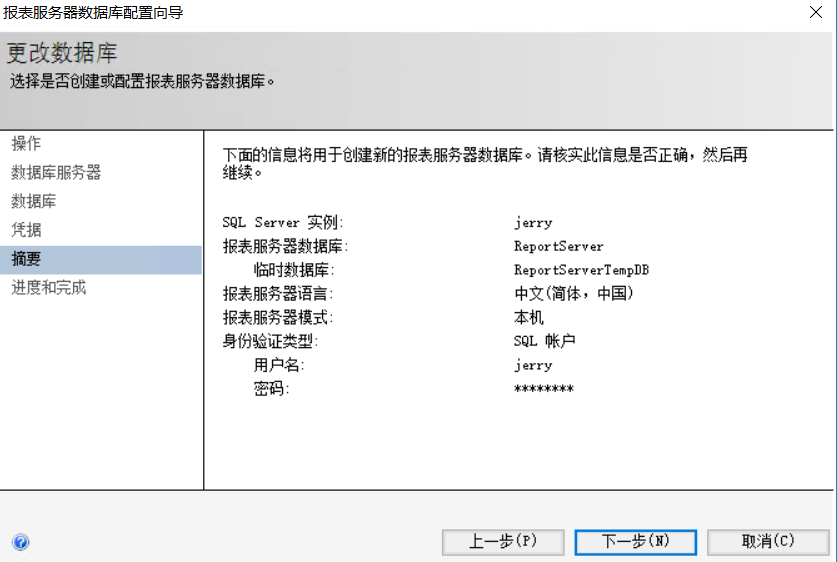 报表服务器数据库配置向导
更改数据库
选择是否创建或配置报表服务器数据库。
操作
数据库服务器
数据库
凭据
摘要
进度和完成
下面的信息将用于创建新的报表服务器数据库。请核实此信息是否正确，然后再
继续。
SQL Server 实例: jerry
报表服务器数据库: ReportServer
临时数据库: ReportServerTempDB
报表服务器语言: 中文(简体，中国)
报表服务器模式: 本机
身份验证类型: SQL 帐户
用户名: jerry
密码: ********
上一步(P) 下一步(N) 取消(C)